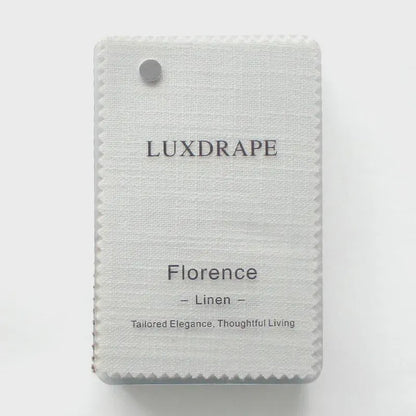 LUXDRAPE
Florence
– Linen –
Tailored Elegance, Thoughtful Living